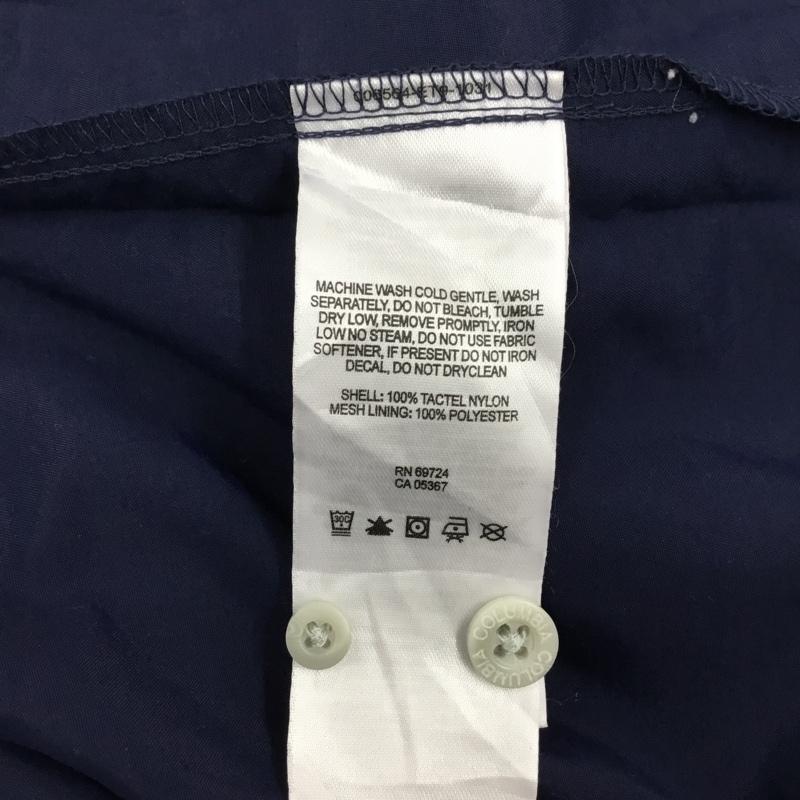 MACHINE WASH COLD GENTLE, WASH
SEPARATELY, DO NOT BLEACH, TUMBLE
DRY LOW, REMOVE PROMPTLY, IRON
LOW NO STEAM, DO NOT USE FABRIC
SOFTENER, IF PRESENT DO NOT IRON
DECAL, DO NOT DRYCLEAN
SHELL: 100% TACTEL NYLON
MESH LINING: 100% POLYESTER
RN 69724
CA 05367
30C
COLUMBIA
COLUMBIA